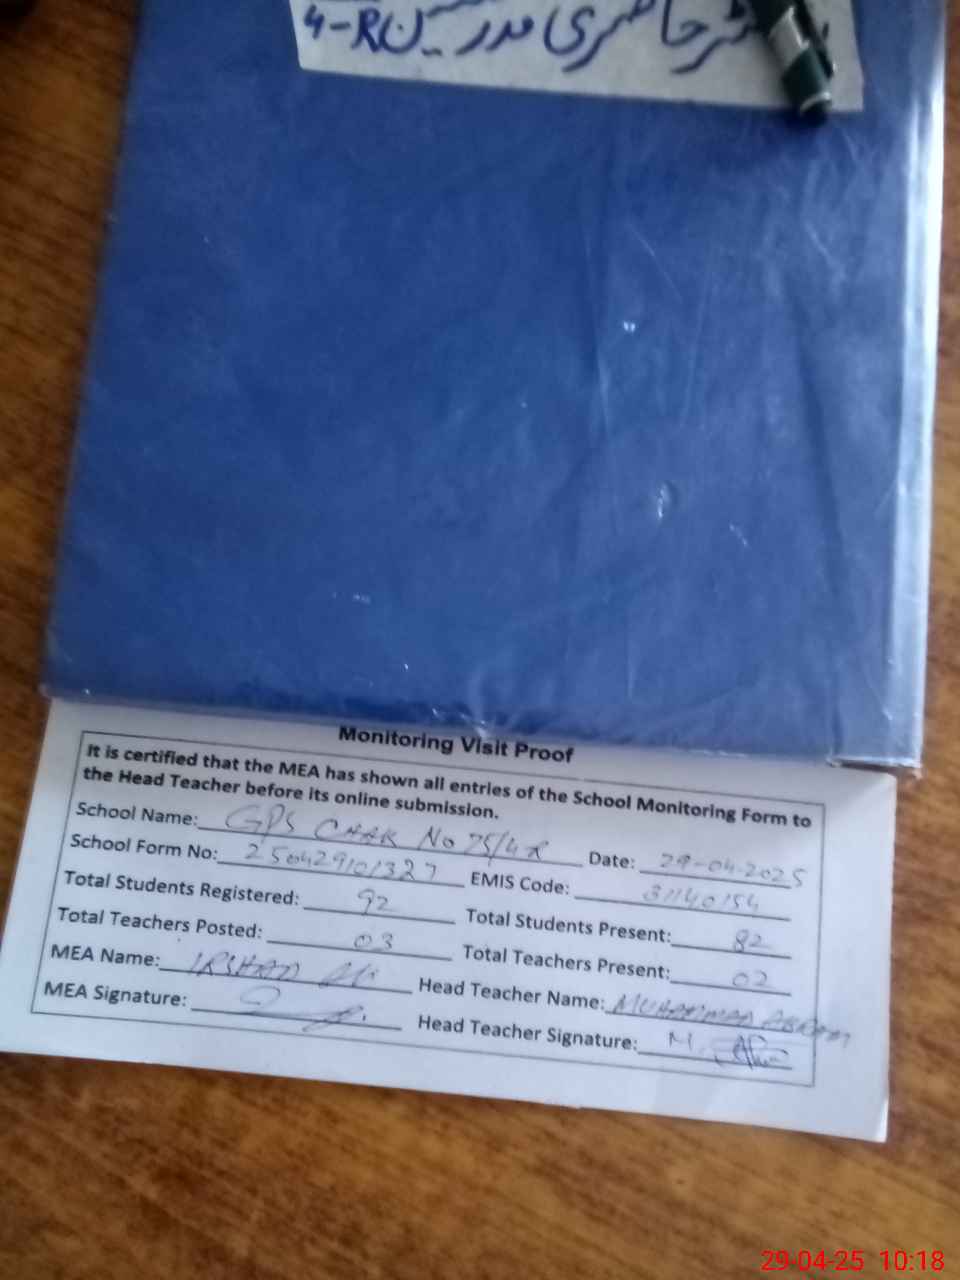 رجسٹر حاضری مدرسین 4-R
Monitoring Visit Proof
It is certified that the MEA has shown all entries of the School Monitoring Form to
the Head Teacher before its online submission.
School Name: GPS CHAK No 75/4R Date: 29-04-2025
School Form No: 250429101327 EMIS Code: 31140154
Total Students Registered: 92 Total Students Present: 82
Total Teachers Posted: 03 Total Teachers Present: 02
MEA Name: IRSHAD Ali Head Teacher Name: MUHAMMAD AKRAM
MEA Signature: Head Teacher Signature: M.
29-04-25 10:18